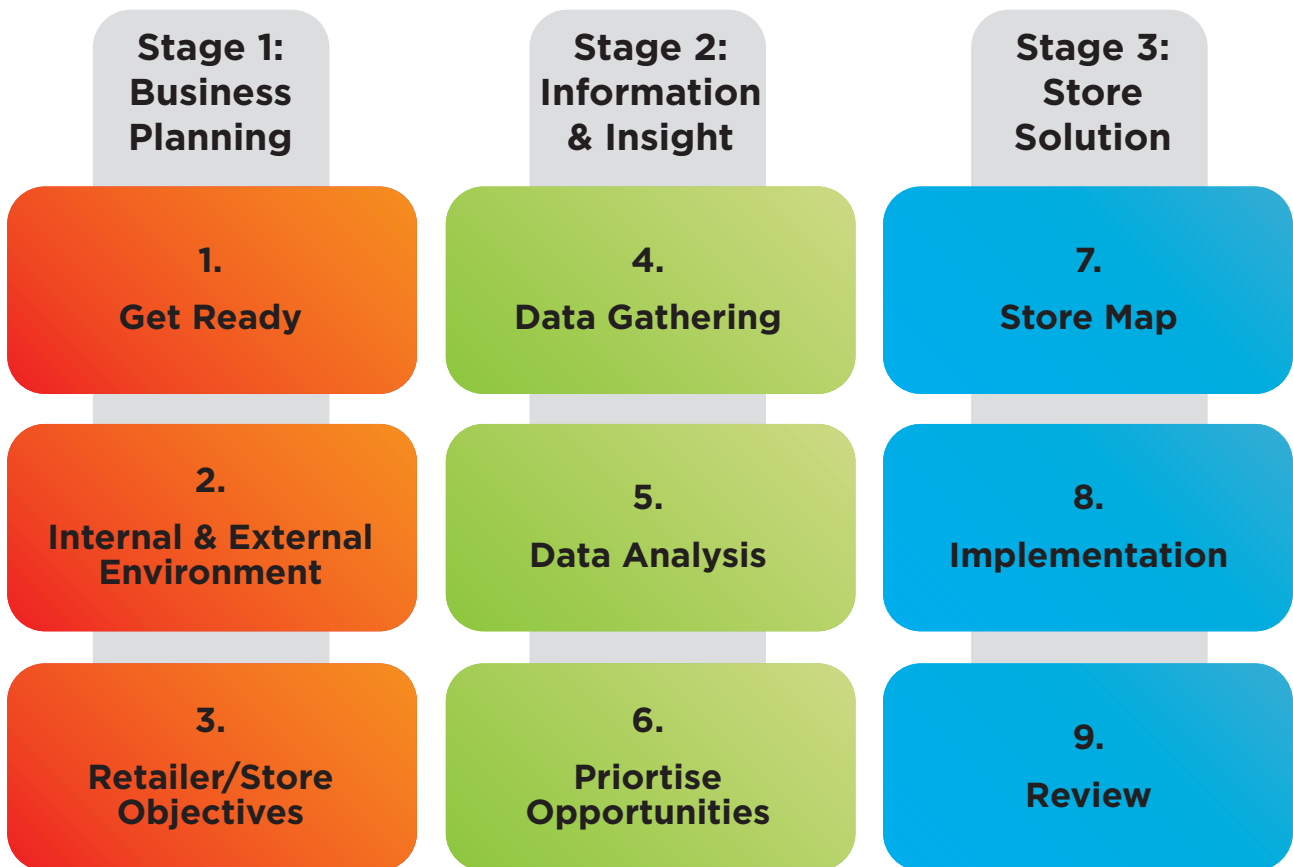 Stage 1:
Business
Planning
1.
Get Ready
2.
Internal & External
Environment
3.
Retailer/Store
Objectives
Stage 2:
Information
& Insight
4.
Data Gathering
5.
Data Analysis
6.
Priortise
Opportunities
Stage 3:
Store
Solution
7.
Store Map
8.
Implementation
9.
Review